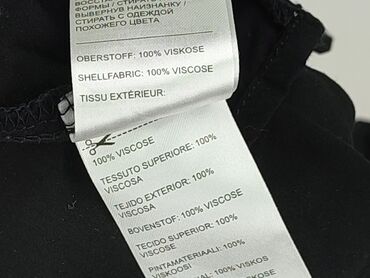 ФОРМЫ / СТИРАТЬ /
ВЫВЕРНУВ НАИЗНАНКУ /
СТИРАТЬ С ОДЕЖДОЙ
ПОХОЖЕГО ЦВЕТА
OBERSTOFF: 100% VISKOSE
SHELLFABRIC: 100% VISCOSE
TISSU EXTÉRIEUR:
100% VISCOSE
TESSUTO SUPERIORE: 100%
VISCOSA
TEJIDO EXTERIOR: 100%
VISCOSA
BOVENSTOF: 100% VISCOSE
TECIDO SUPERIOR: 100%
VISCOSE
PINTAMATERIAALI: 100%
VISKOOSI
100% VISKOS